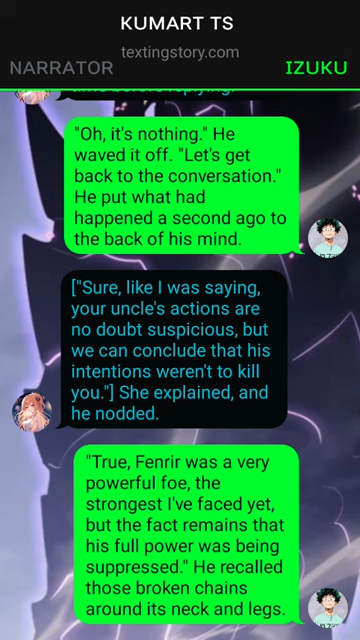 KUMART TS
textingstory.com
NARRATOR
IZUKU
time before replying.
"Oh, it's nothing." He
waved it off. "Let's get
back to the conversation."
He put what had
happened a second ago to
the back of his mind.
["Sure, like I was saying,
your uncle's actions are
no doubt suspicious, but
we can conclude that his
intentions weren't to kill
you."] She explained, and
he nodded.
"True, Fenrir was a very
powerful foe, the
strongest I've faced yet,
but the fact remains that
his full power was being
suppressed." He recalled
those broken chains
around its neck and legs.